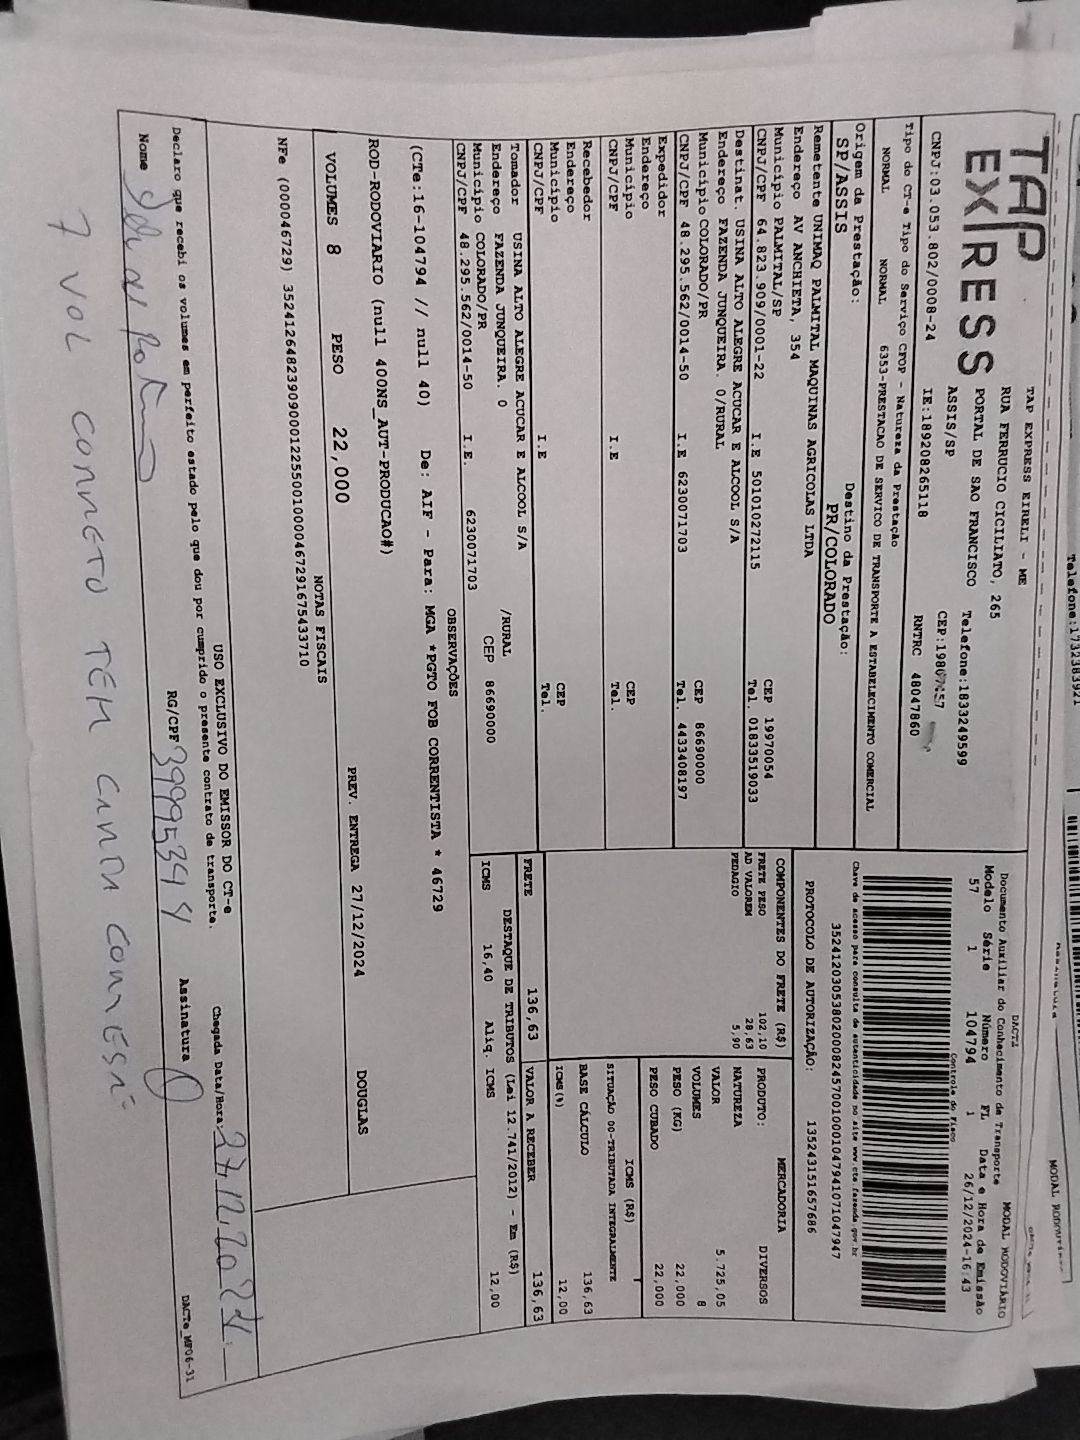 Telefone:1732383921
MODAL RODOVIÁRIO
TAP
EXPRESS
TAP EXPRESS EIRELI - ME
RUA FERRUCIO CICILIATO, 265
PORTAL DE SAO FRANCISCO
ASSIS/SP
Telefone:1833249599
CNPJ:03.053.802/0008-24
IE:189208265118
RNTRC 48047860
DACTE
Documento Auxiliar do Conhecimento de Transporte
MODAL RODOVIÁRIO
Modelo Série Número FL Data e Hora de Emissão
57 1 104794 1 26/12/2024-16:43
Controle do Fisco
Chave de acesso para consulta de autenticidade no site www.cte.fazenda.gov.br
PROTOCOLO DE AUTORIZAÇÃO: 135243151657686
Tipo do CT-e Tipo do Serviço CFOP - Natureza da Prestação
NORMAL NORMAL 6353-PRESTACAO DE SERVICO DE TRANSPORTE A ESTABELECIMENTO COMERCIAL
Origem da Prestação: Destino da Prestação:
SP/ASSIS PR/COLORADO
Remetente UNIMAQ PALMITAL MAQUINAS AGRICOLAS LTDA
Endereço AV ANCHIETA, 354
Município PALMITAL/SP CEP 19970054
CNPJ/CPF 64.823.909/0001-22 I.E 501010272115 Tel. 01833519033
Destinat. USINA ALTO ALEGRE ACUCAR E ALCOOL S/A
Endereço FAZENDA JUNQUEIRA. 0/RURAL
Município COLORADO/PR CEP 86690000
CNPJ/CPF 48.295.562/0014-50 I.E 6230071703 Tel. 4433408197
Expedidor
Endereço
Município CEP
CNPJ/CPF I.E Tel.
Recebedor
Endereço
Município CEP
CNPJ/CPF I.E Tel.
Tomador USINA ALTO ALEGRE ACUCAR E ALCOOL S/A
Endereço FAZENDA JUNQUEIRA. 0 /RURAL
Município COLORADO/PR CEP 86690000
CNPJ/CPF 48.295.562/0014-50 I.E. 6230071703
COMPONENTES DO FRETE (R$)
FRETE PESO 102,10
AD VALOREM 28,63
PEDAGIO 5,90
FRETE 136,63
MERCADORIA
PRODUTO: DIVERSOS
NATUREZA
VALOR 5.725,05
VOLUMES 8
PESO (KG) 22,000
PESO CUBADO 22,000
ICMS (R$)
SITUAÇÃO 00-TRIBUTADA INTEGRALMENTE
BASE CÁLCULO 136,63
ICMS(%) 12,00
VALOR A RECEBER 136,63
DESTAQUE DE TRIBUTOS (Lei 12.741/2012) - Em (R$)
ICMS 16,40 Aliq. ICMS 12,00
OBSERVAÇÕES
(CTe:16-104794 // null 40) De: AIF - Para: MGA *PGTO FOB CORRENTISTA * 46729
ROD-RODOVIARIO (null 400NS_AUT-PRODUCAO#)
VOLUMES 8 PESO 22,000 PREV. ENTREGA 27/12/2024 DOUGLAS
NOTAS FISCAIS
USO EXCLUSIVO DO EMISSOR DO CT-e
Declaro que recebi os volumes em perfeito estado pelo que dou por cumprido o presente contrato de transporte.
Chegada Data/Hora: 27.12.2024
Nome RG/CPF Assinatura
DACTe_MP06-31
7 VOL CORRETO TEM